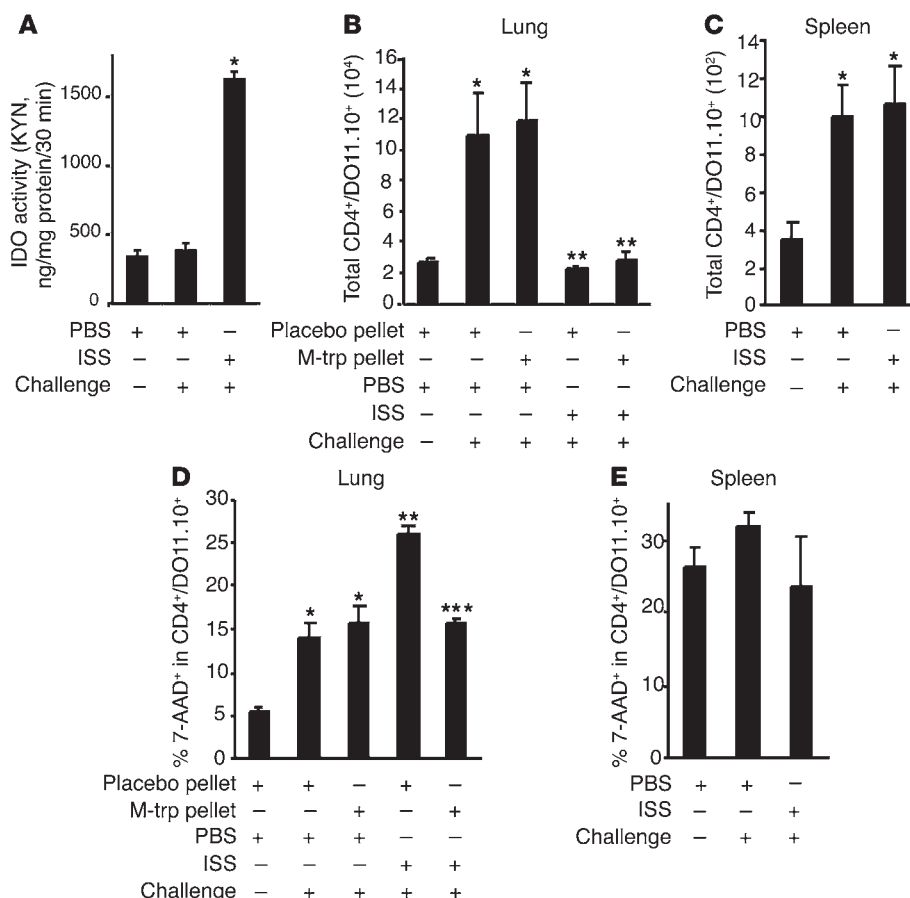 A
IDO activity (KYN,
ng/mg protein/30 min)
1500
1000
500
0
*
PBS + + –
ISS – – +
Challenge – + +
B
Lung
Total CD4⁺/DO11.10⁺ (10⁴)
16
14
12
10
8
6
4
2
0
* * ** **
Placebo pellet + + – + –
M-trp pellet – – + – +
PBS + + + – –
ISS – – – + +
Challenge – + + + +
C
Spleen
Total CD4⁺/DO11.10⁺ (10²)
14
12
10
8
6
4
2
0
* *
PBS + + –
ISS – – +
Challenge – + +
D
Lung
% 7-AAD⁺ in CD4⁺/DO11.10⁺
30
25
20
15
10
5
0
* * ** ***
Placebo pellet + + – + –
M-trp pellet – – + – +
PBS + + + – –
ISS – – – + +
Challenge – + + + +
E
Spleen
% 7-AAD⁺ in CD4⁺/DO11.10⁺
30
20
10
0
PBS + + –
ISS – – +
Challenge – + +